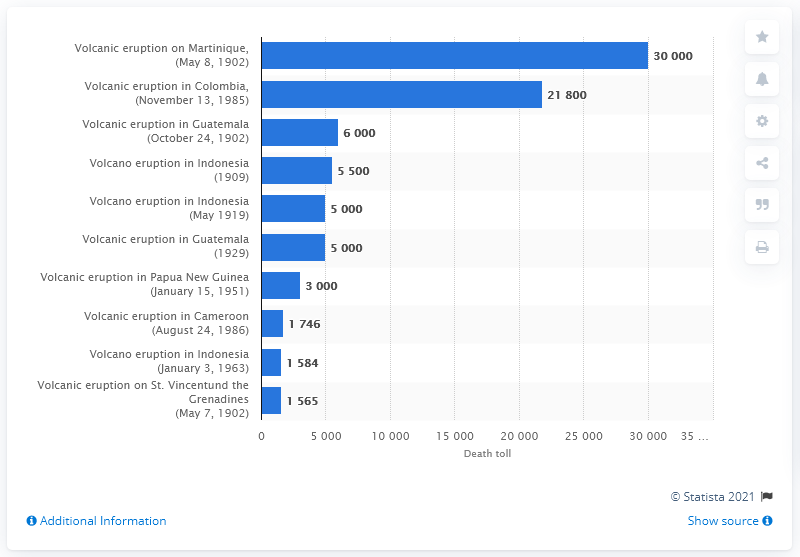 Volcanic eruption on Martinique,
(May 8, 1902)
30 000
Volcanic eruption in Colombia,
(November 13, 1985)
21 800
Volcanic eruption in Guatemala
(October 24, 1902)
6 000
Volcano eruption in Indonesia
(1909)
5 500
Volcano eruption in Indonesia
(May 1919)
5 000
Volcanic eruption in Guatemala
(1929)
5 000
Volcanic eruption in Papua New Guinea
(January 15, 1951)
3 000
Volcanic eruption in Cameroon
(August 24, 1986)
1 746
Volcano eruption in Indonesia
(January 3, 1963)
1 584
Volcanic eruption on St. Vincentund the
Grenadines
(May 7, 1902)
1 565
0 5 000 10 000 15 000 20 000 25 000 30 000 35 ...
Death toll
© Statista 2021
Additional Information
Show source